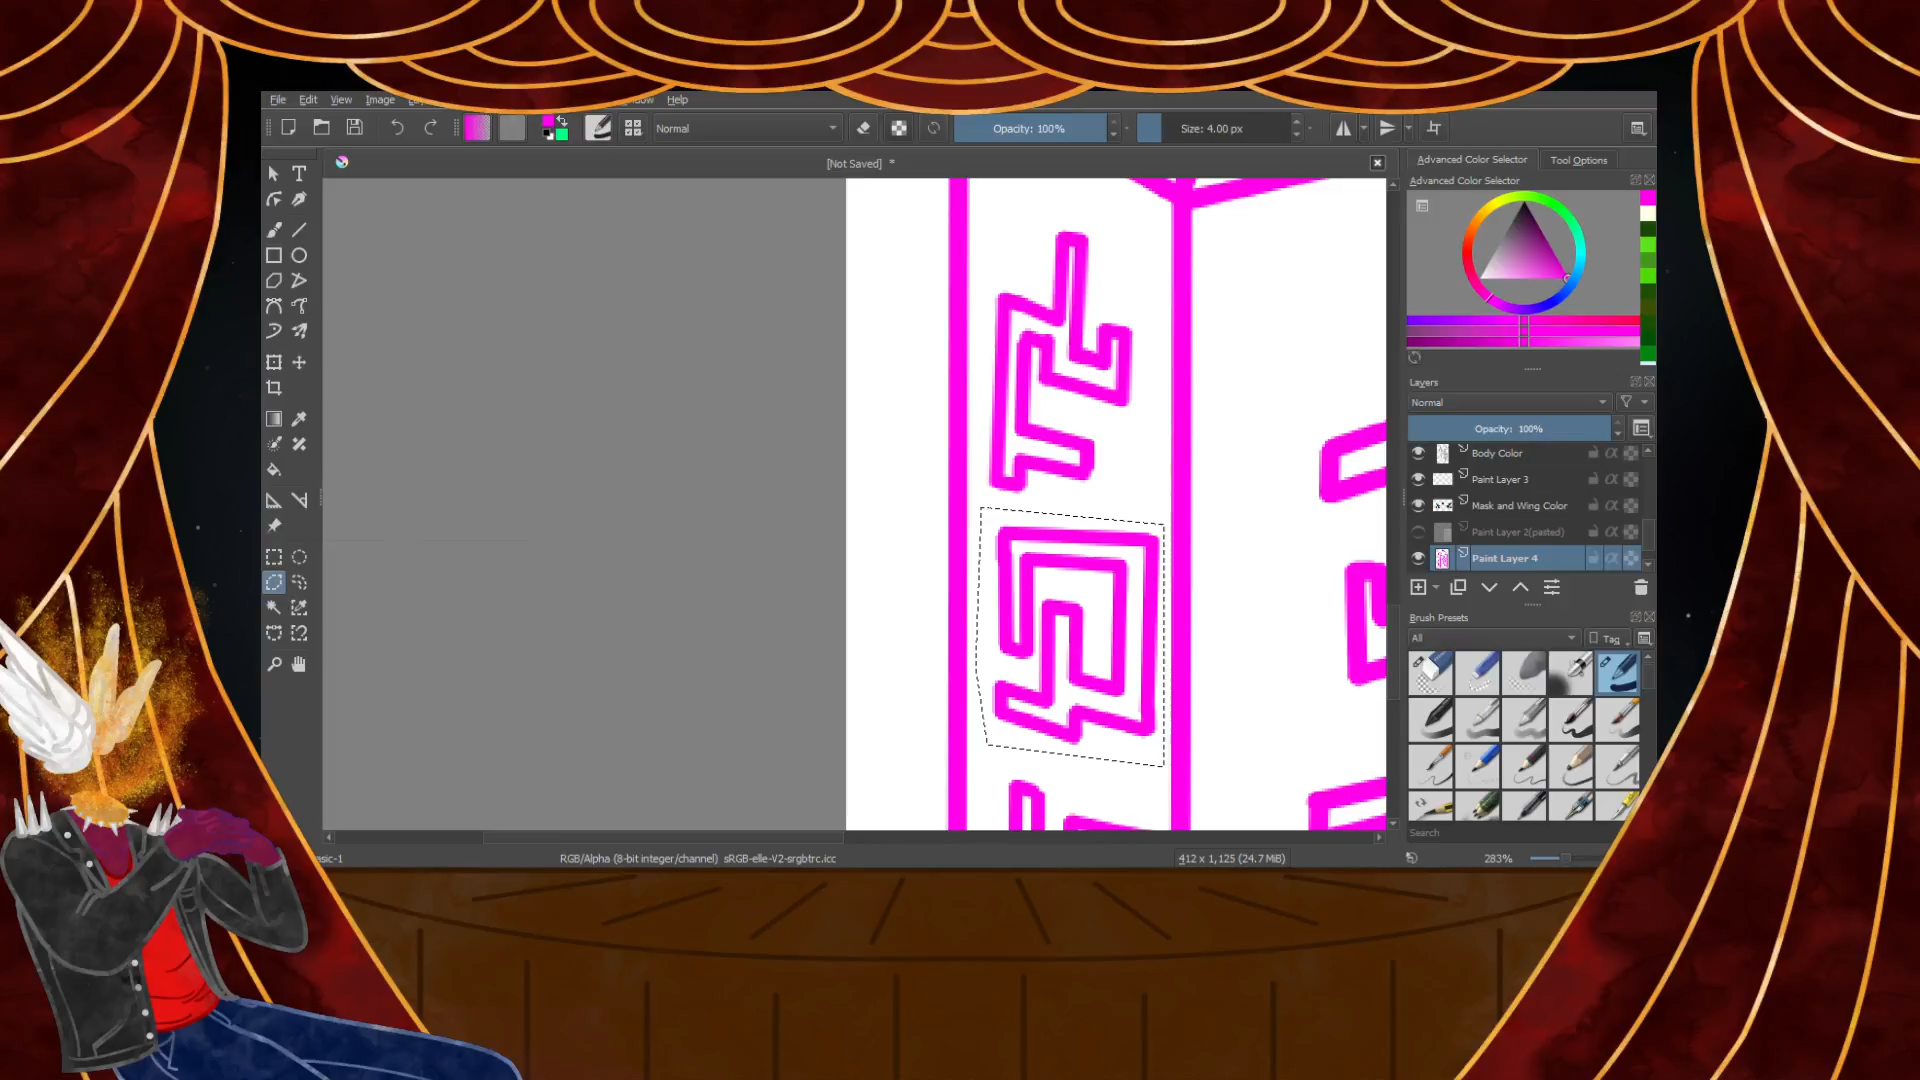 File Edit View Image Help
Normal
Opacity: 100%
Size: 4.00 px
[Not Saved] *
Advanced Color Selector
Tool Options
Advanced Color Selector
Layers
Normal
Opacity: 100%
Body Color
Paint Layer 3
Mask and Wing Color
Paint Layer 2(pasted)
Paint Layer 4
Brush Presets
All
Tag
Search
asic-1
RGB/Alpha (8-bit integer/channel) sRGB-elle-V2-srgbtrc.icc
412 x 1,125 (24.7 MiB)
283%